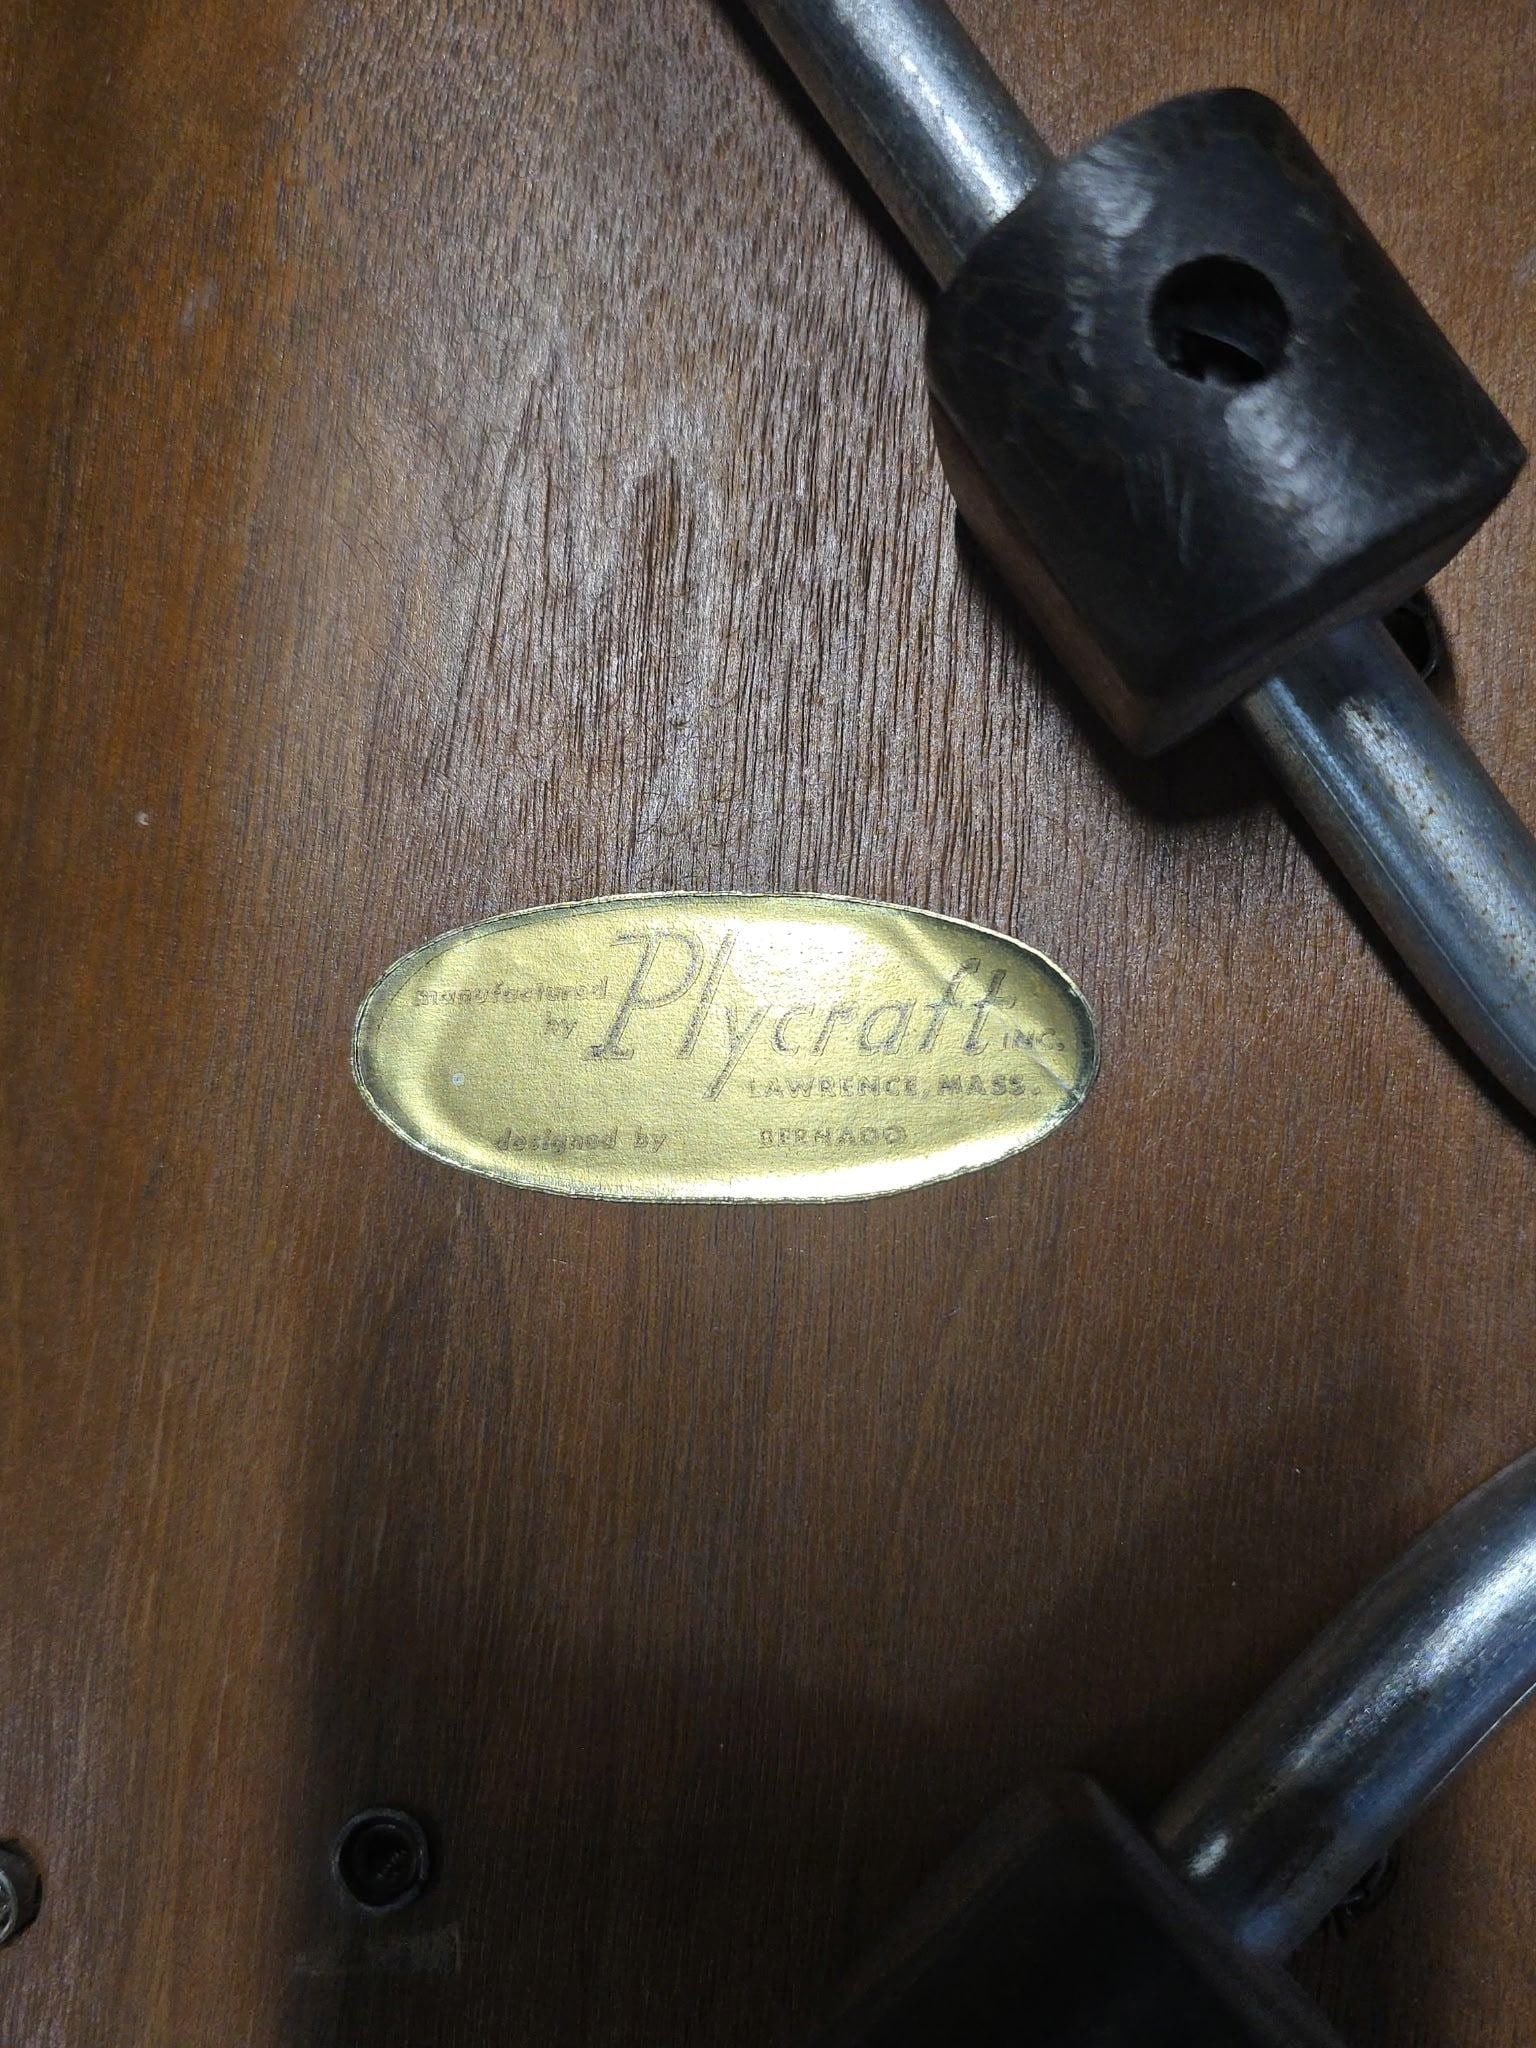 manufactured by Plycraft INC.
LAWRENCE, MASS.
designed by BERNADO